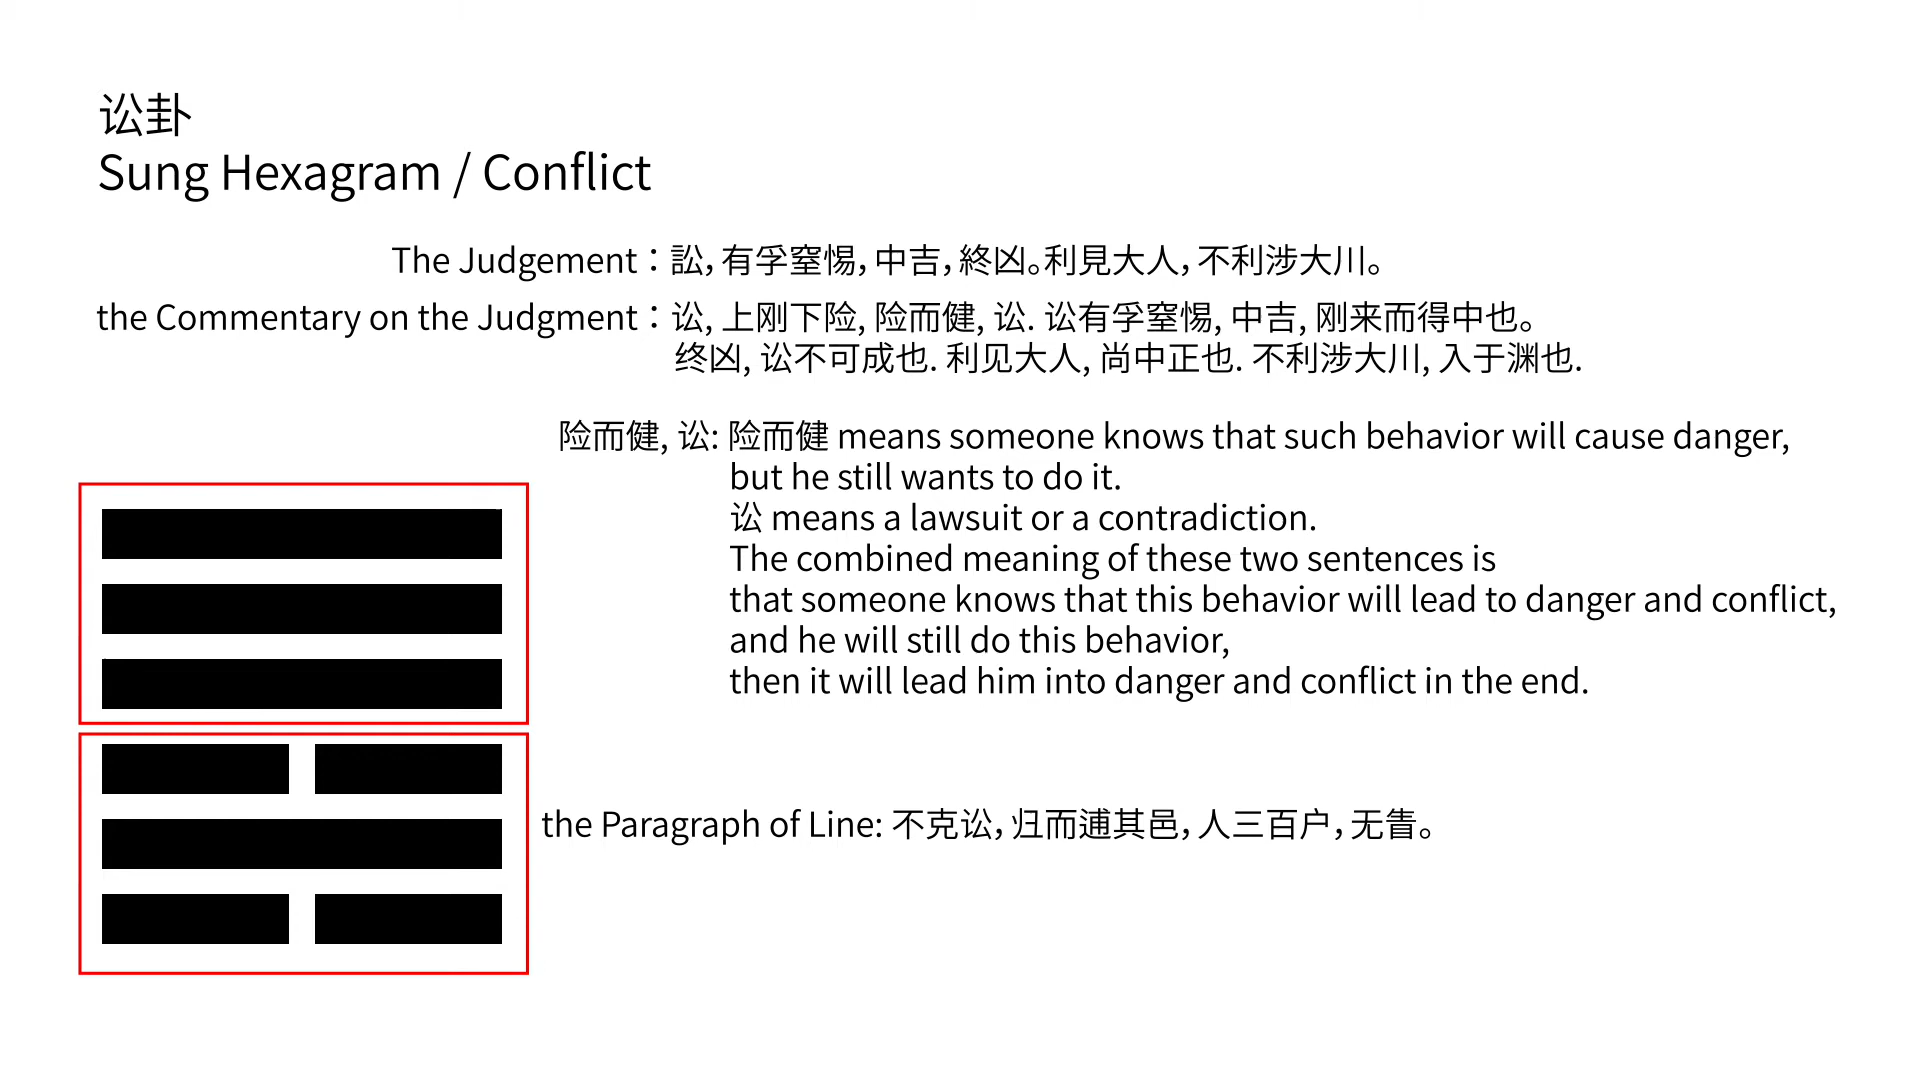 讼卦
Sung Hexagram / Conflict
The Judgement：訟，有孚窒惕，中吉，終凶。利見大人，不利涉大川。
the Commentary on the Judgment：讼, 上刚下险, 险而健, 讼. 讼有孚窒惕, 中吉, 刚来而得中也。
终凶, 讼不可成也. 利见大人, 尚中正也. 不利涉大川, 入于渊也.
险而健, 讼: 险而健 means someone knows that such behavior will cause danger,
but he still wants to do it.
讼 means a lawsuit or a contradiction.
The combined meaning of these two sentences is
that someone knows that this behavior will lead to danger and conflict,
and he will still do this behavior,
then it will lead him into danger and conflict in the end.
the Paragraph of Line: 不克讼，归而逋其邑，人三百户，无眚。